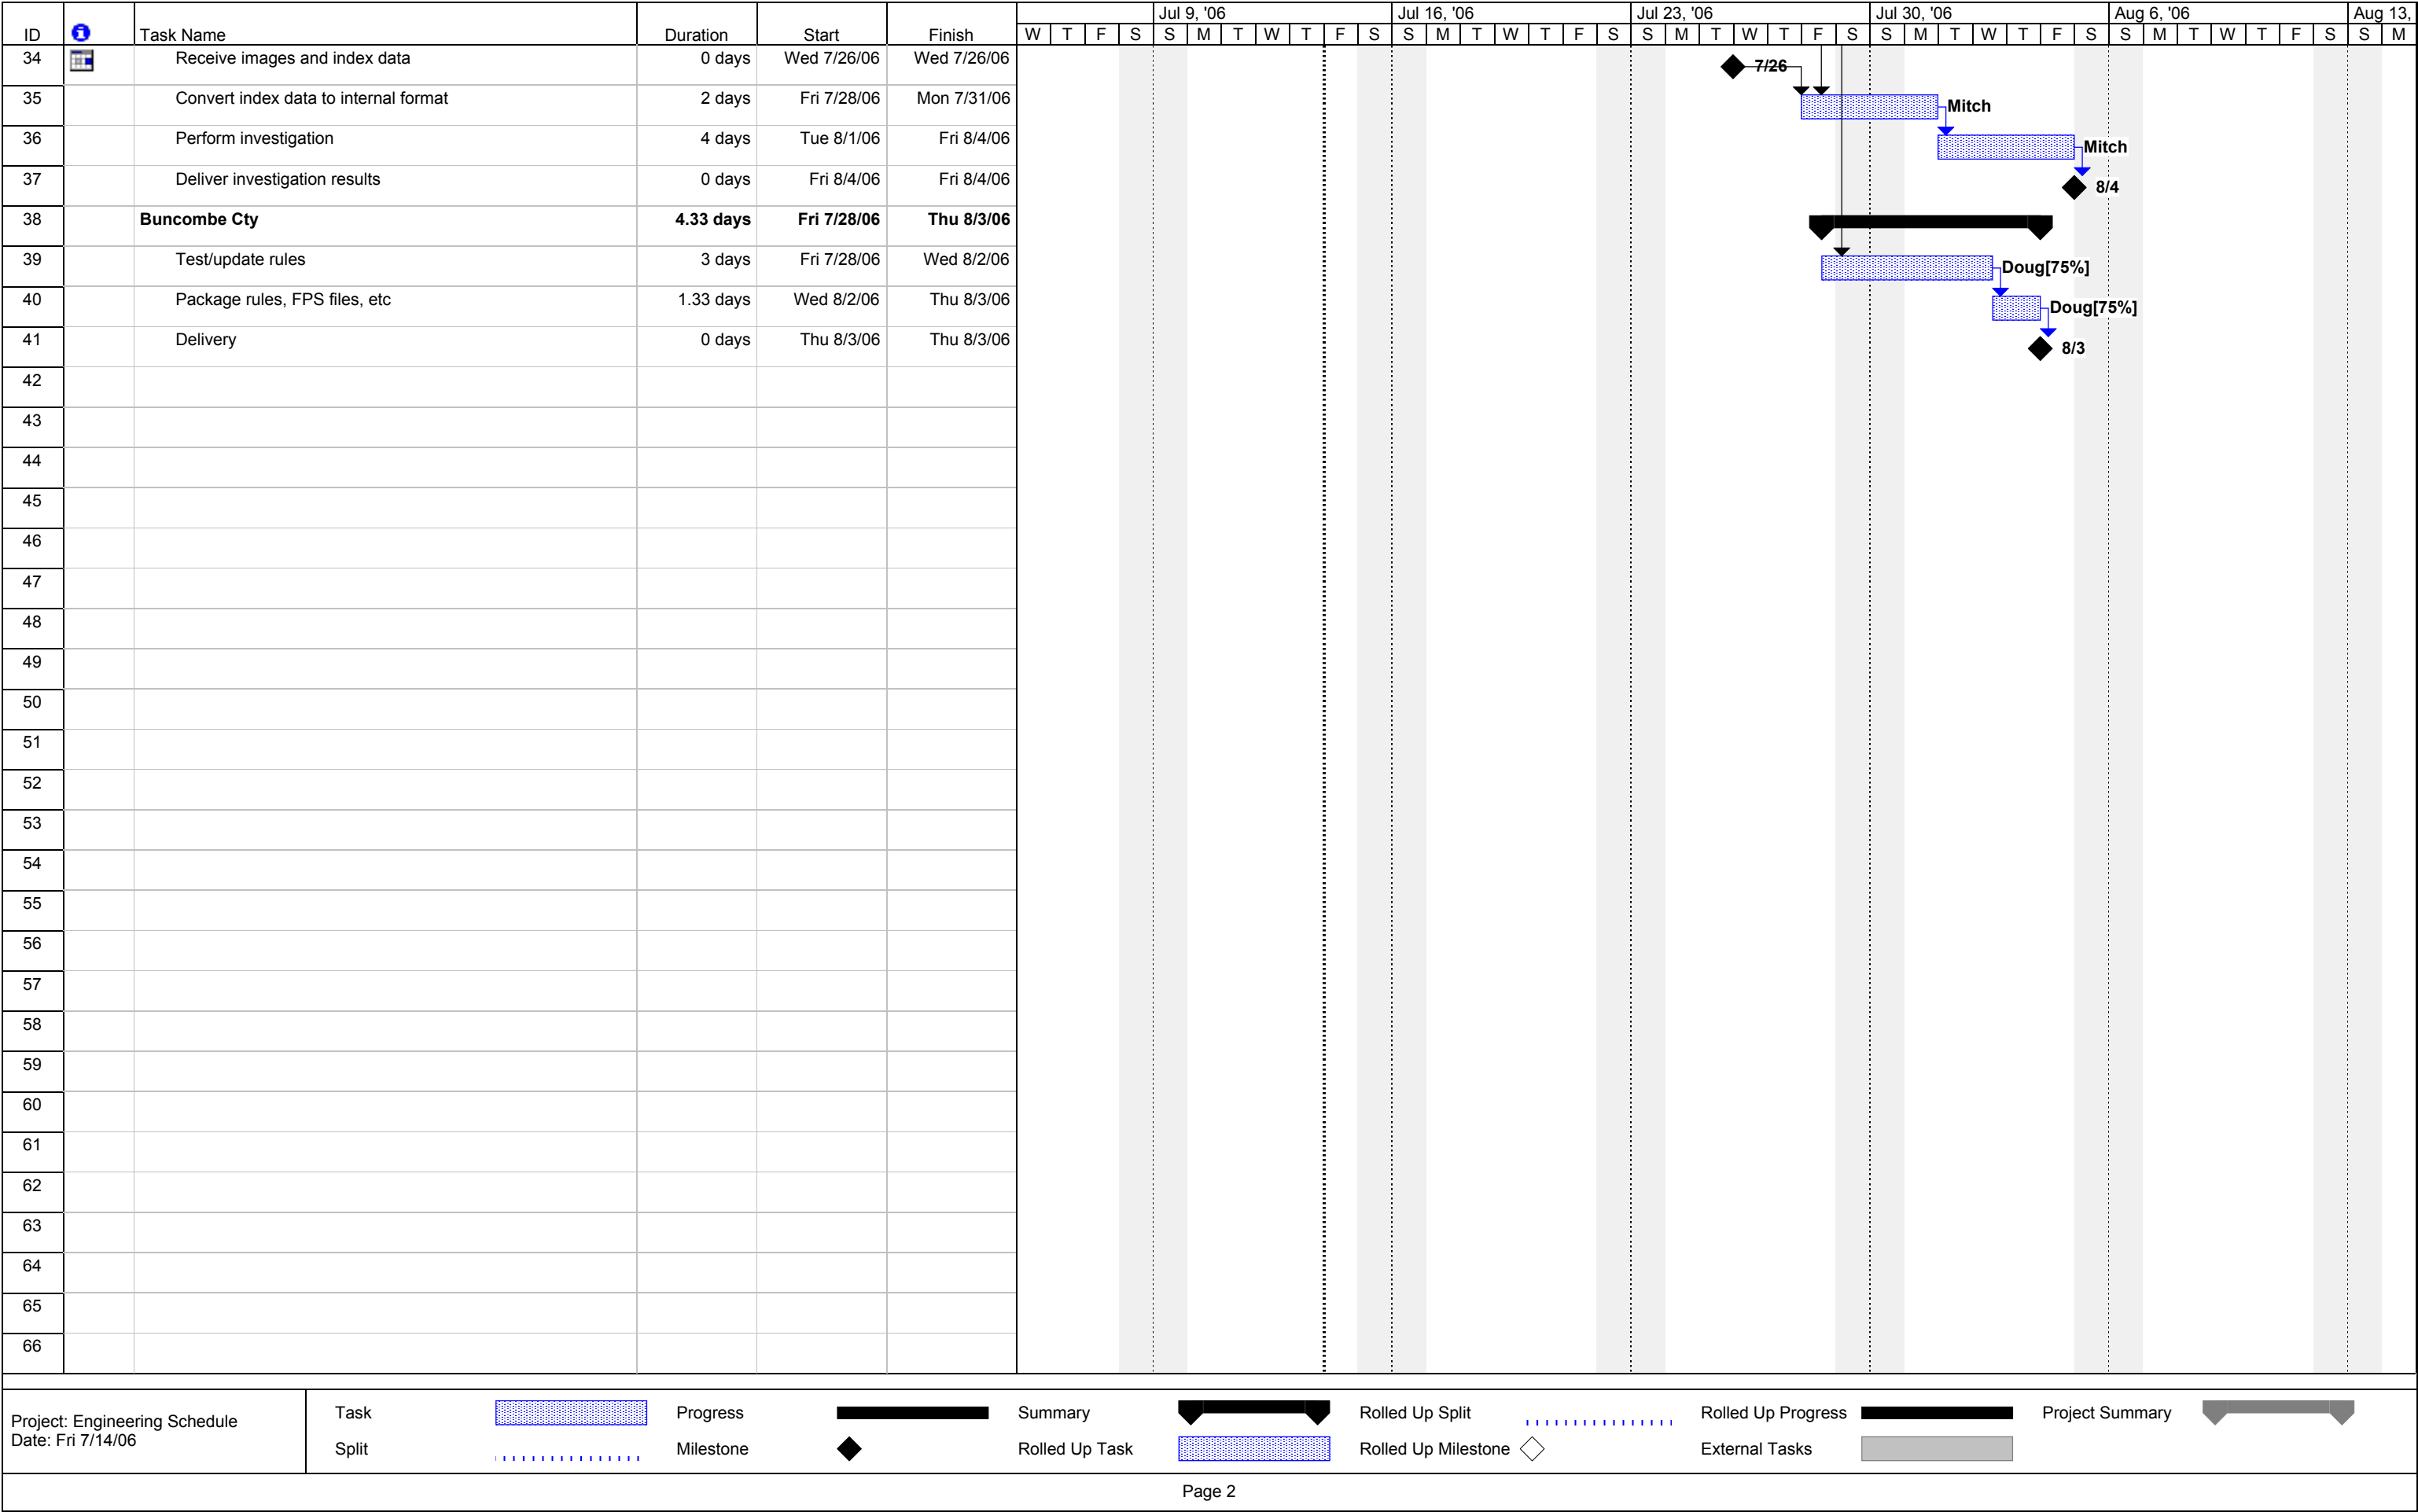 ID Task Name Duration Start Finish
Jul 9, '06 Jul 16, '06 Jul 23, '06 Jul 30, '06 Aug 6, '06 Aug 13,
W T F S S M T W T F S S M T W T F S S M T W T F S S M T W T F S S M T W T F S S M
34 Receive images and index data 0 days Wed 7/26/06 Wed 7/26/06 7/26
35 Convert index data to internal format 2 days Fri 7/28/06 Mon 7/31/06 Mitch
36 Perform investigation 4 days Tue 8/1/06 Fri 8/4/06 Mitch
37 Deliver investigation results 0 days Fri 8/4/06 Fri 8/4/06 8/4
38 Buncombe Cty 4.33 days Fri 7/28/06 Thu 8/3/06
39 Test/update rules 3 days Fri 7/28/06 Wed 8/2/06 Doug[75%]
40 Package rules, FPS files, etc 1.33 days Wed 8/2/06 Thu 8/3/06 Doug[75%]
41 Delivery 0 days Thu 8/3/06 Thu 8/3/06 8/3
42
43
44
45
46
47
48
49
50
51
52
53
54
55
56
57
58
59
60
61
62
63
64
65
66
Project: Engineering Schedule
Date: Fri 7/14/06
Task Progress Summary Rolled Up Split Rolled Up Progress Project Summary
Split Milestone Rolled Up Task Rolled Up Milestone External Tasks
Page 2